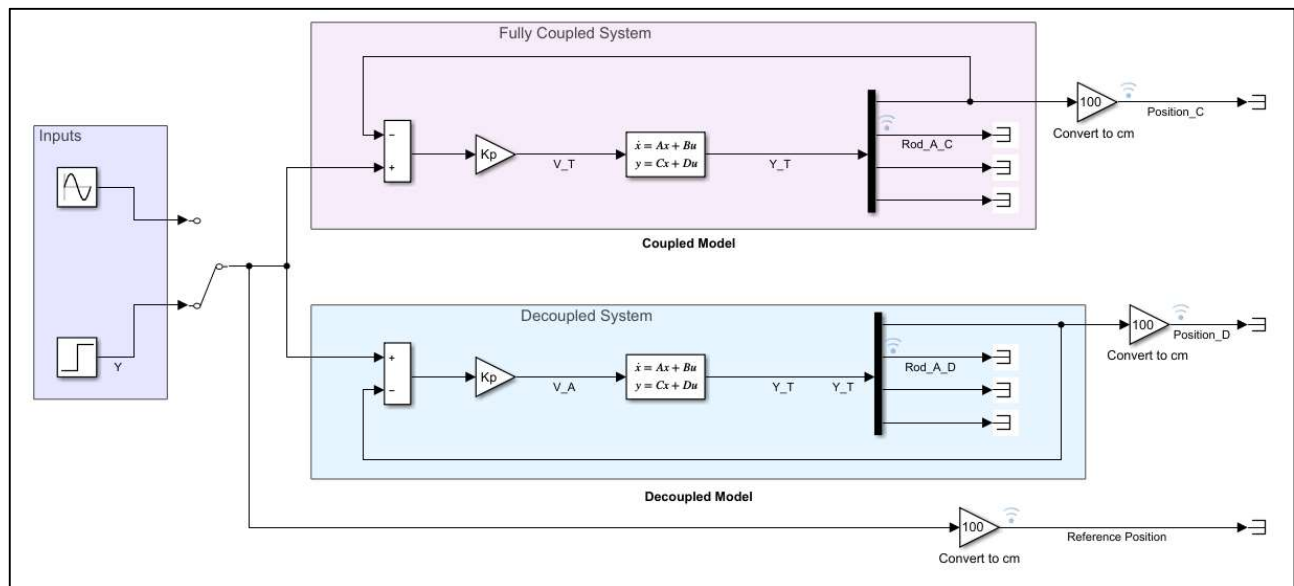 Fully Coupled System
Inputs
−
+
Kp
V_T
ẋ = Ax + Bu
y = Cx + Du
Y_T
Rod_A_C
100
Convert to cm
Position_C
Coupled Model
Y
Decoupled System
+
−
Kp
V_A
ẋ = Ax + Bu
y = Cx + Du
Y_T
Y_T
Rod_A_D
100
Convert to cm
Position_D
Decoupled Model
100
Convert to cm
Reference Position